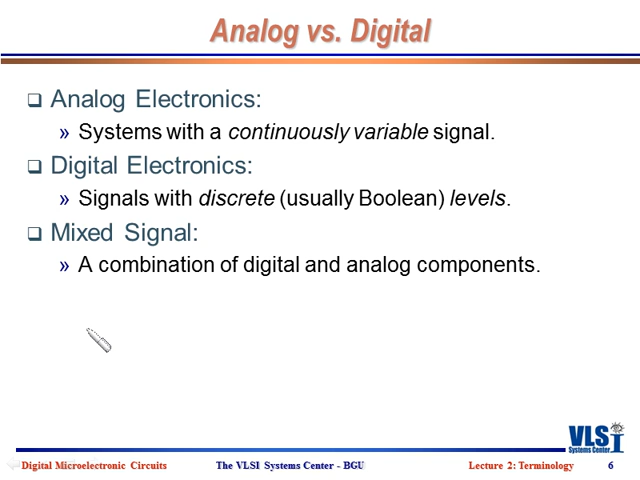 Analog vs. Digital
Analog Electronics:
» Systems with a continuously variable signal.
Digital Electronics:
» Signals with discrete (usually Boolean) levels.
Mixed Signal:
» A combination of digital and analog components.
VLSI
Systems Center
Digital Microelectronic Circuits The VLSI Systems Center - BGU Lecture 2: Terminology 6